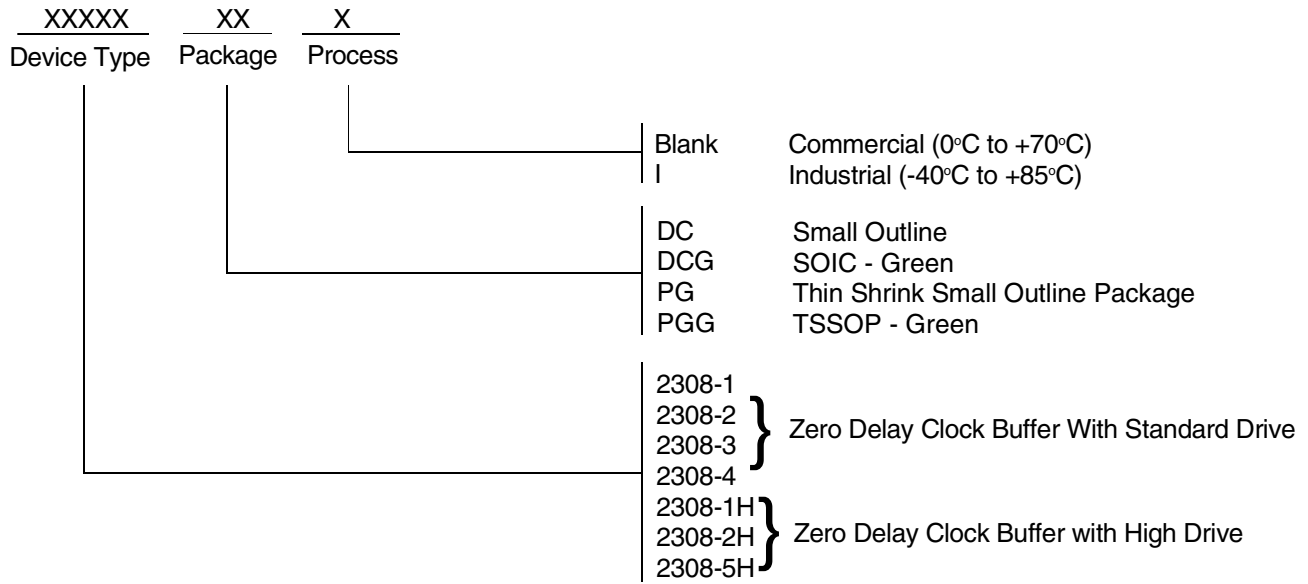 XXXXX XX X
Device Type Package Process
Blank Commercial (0°C to +70°C)
I Industrial (-40°C to +85°C)
DC Small Outline
DCG SOIC - Green
PG Thin Shrink Small Outline Package
PGG TSSOP - Green
2308-1
2308-2
2308-3
2308-4
} Zero Delay Clock Buffer With Standard Drive
2308-1H
2308-2H
2308-5H
} Zero Delay Clock Buffer with High Drive